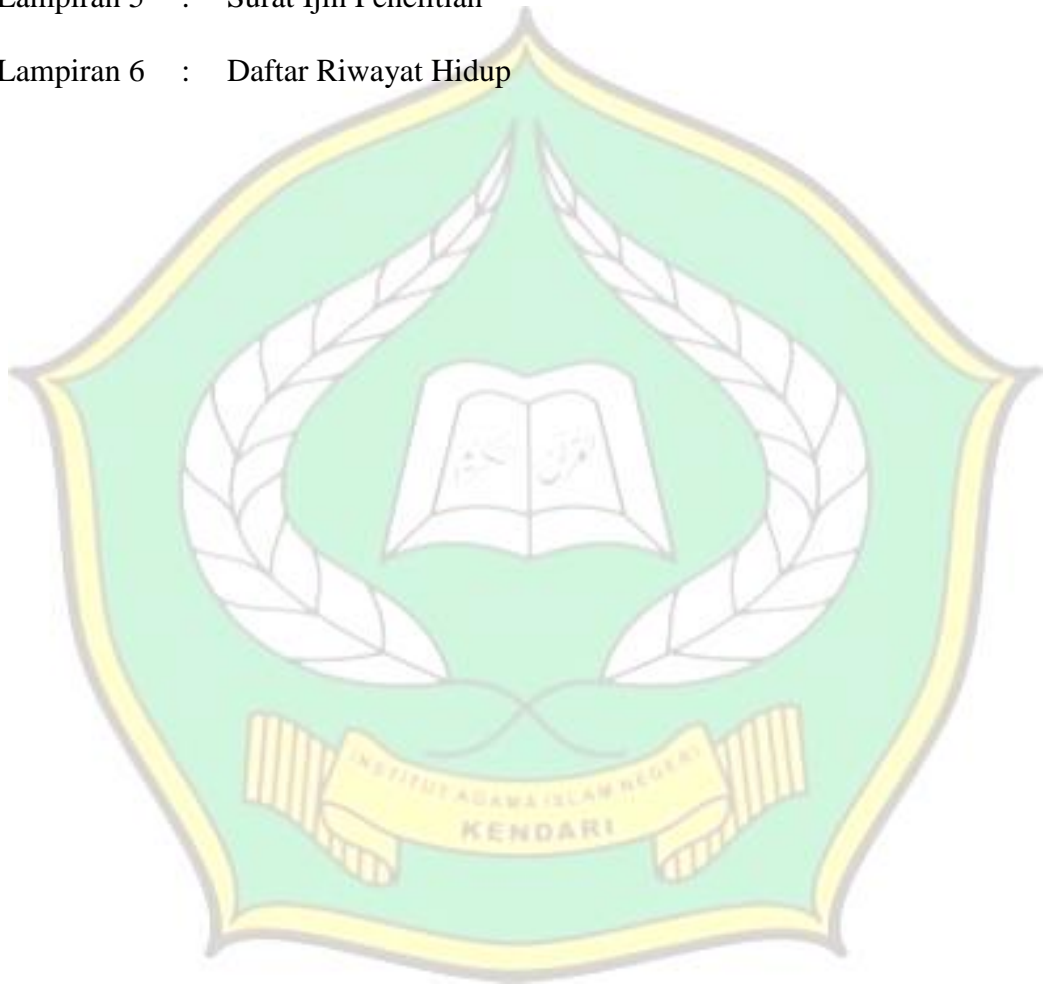 Lampiran 5 : Surat Ijin Penelitian
Lampiran 6 : Daftar Riwayat Hidup
INSTITUT AGAMA ISLAM NEGERI
KENDARI